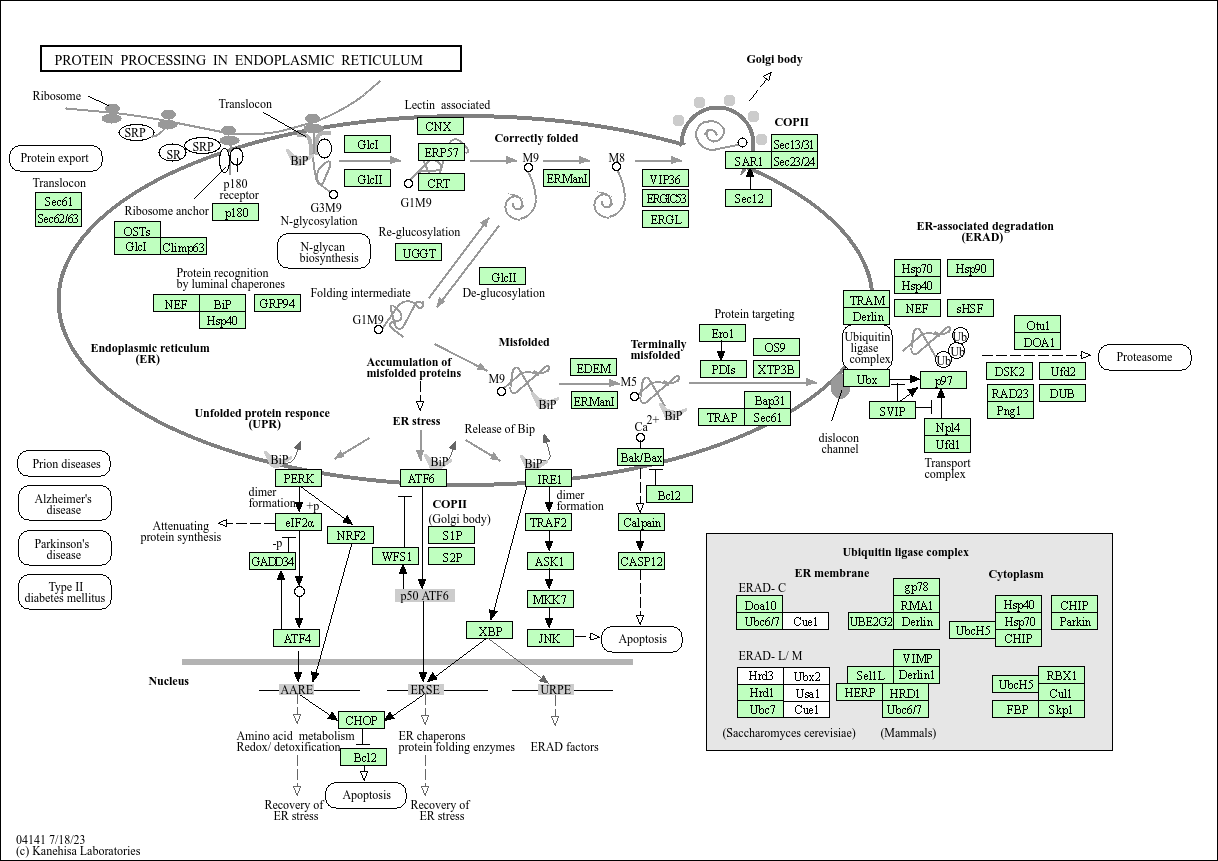 PROTEIN PROCESSING IN ENDOPLASMIC RETICULUM
Golgi body
Ribosome
Translocon
Lectin associated
COPII
SRP
SRP
SR
BiP
GlcI
GlcII
CNX
ERP57
CRT
Correctly folded
M9
M8
ERManI
VIP36
ERGIC53
ERGL
SAR1
Sec13/31
Sec23/24
Sec12
Protein export
Translocon
Sec61
Sec62/63
p180
receptor
Ribosome anchor
p180
OSTs
GlcI
Climp63
G3M9
N-glycosylation
G1M9
N-glycan
biosynthesis
Re-glucosylation
UGGT
GlcII
De-glucosylation
Protein recognition
by luminal chaperones
NEF
BiP
GRP94
Hsp40
Folding intermediate
G1M9
Endoplasmic reticulum
(ER)
Accumulation of
misfolded proteins
Misfolded
M9
BiP
EDEM
ERManI
Terminally
misfolded
M5
BiP
Protein targeting
Ero1
PDIs
OS9
XTP3B
Bap31
TRAP
Sec61
ER-associated degradation
(ERAD)
Hsp70
Hsp90
Hsp40
TRAM
Derlin
NEF
sHSF
Ubiquitin
ligase
complex
Ub
Ub
Ub
Otu1
DOA1
Proteasome
Ubx
p97
DSK2
Ufd2
RAD23
DUB
Png1
SVIP
Npl4
Ufd1
Transport
complex
dislocon
channel
Unfolded protein responce
(UPR)
ER stress
Release of Bip
Ca2+
BiP
BiP
BiP
PERK
ATF6
IRE1
Bak/Bax
Bcl2
Prion diseases
Alzheimer's
disease
Parkinson's
disease
Type II
diabetes mellitus
dimer
formation
+p
eIF2α
Attenuating
protein synthesis
-p
GADD34
NRF2
ATF4
COPII
(Golgi body)
S1P
S2P
WFS1
p50 ATF6
dimer
formation
TRAF2
ASK1
MKK7
JNK
XBP
Calpain
CASP12
Apoptosis
Nucleus
AARE
ERSE
URPE
CHOP
Bcl2
Apoptosis
Amino acid metabolism
Redox/ detoxification
ER chaperons
protein folding enzymes
ERAD factors
Recovery of
ER stress
Recovery of
ER stress
Ubiquitin ligase complex
ER membrane
Cytoplasm
ERAD- C
Doa10
Ubc6/7
Cue1
gp78
RMA1
UBE2G2
Derlin
Hsp40
Hsp70
UbcH5
CHIP
CHIP
Parkin
ERAD- L/ M
Hrd3
Ubx2
Hrd1
Usa1
Ubc7
Cue1
VIMP
Sel1L
Derlin1
HERP
HRD1
Ubc6/7
RBX1
UbcH5
Cul1
FBP
Skp1
(Saccharomyces cerevisiae)
(Mammals)
04141 7/18/23
(c) Kanehisa Laboratories